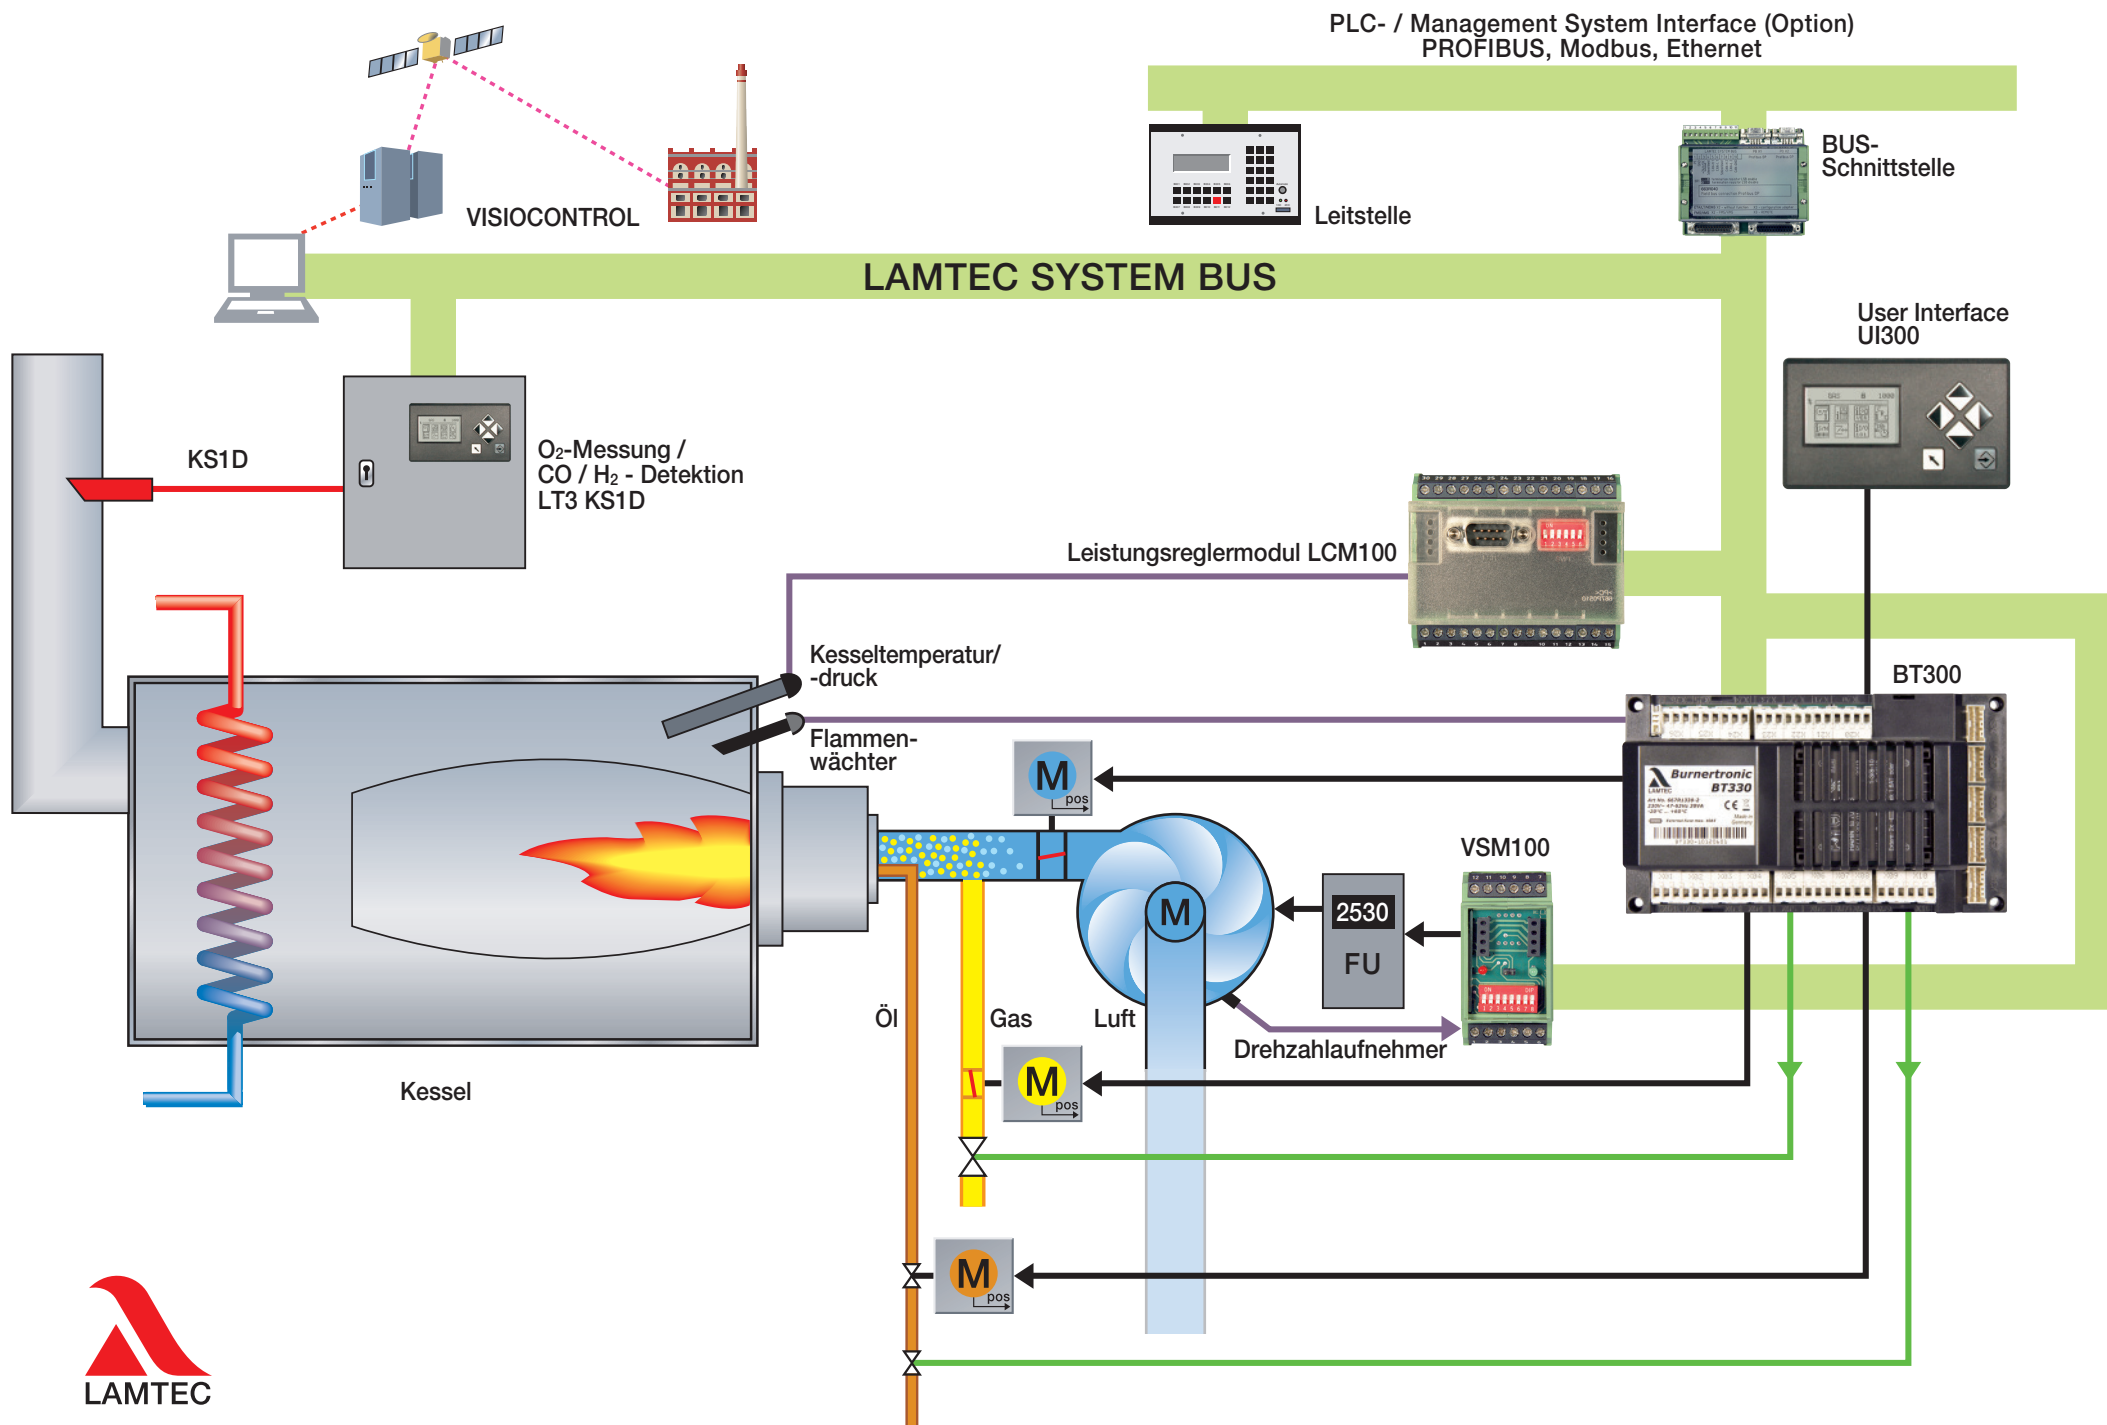 PLC- / Management System Interface (Option)
PROFIBUS, Modbus, Ethernet
BUS-
Schnittstelle
Leitstelle
VISIOCONTROL
LAMTEC SYSTEM BUS
User Interface
UI300
KS1D
O₂-Messung /
CO / H₂ - Detektion
LT3 KS1D
Leistungsreglermodul LCM100
Kesseltemperatur/
-druck
Flammen-
wächter
BT300
M
pos
Burnertronic
BT330
LAMTEC
VSM100
M
2530
FU
Öl
Gas
Luft
Drehzahlaufnehmer
Kessel
M
pos
M
pos
LAMTEC